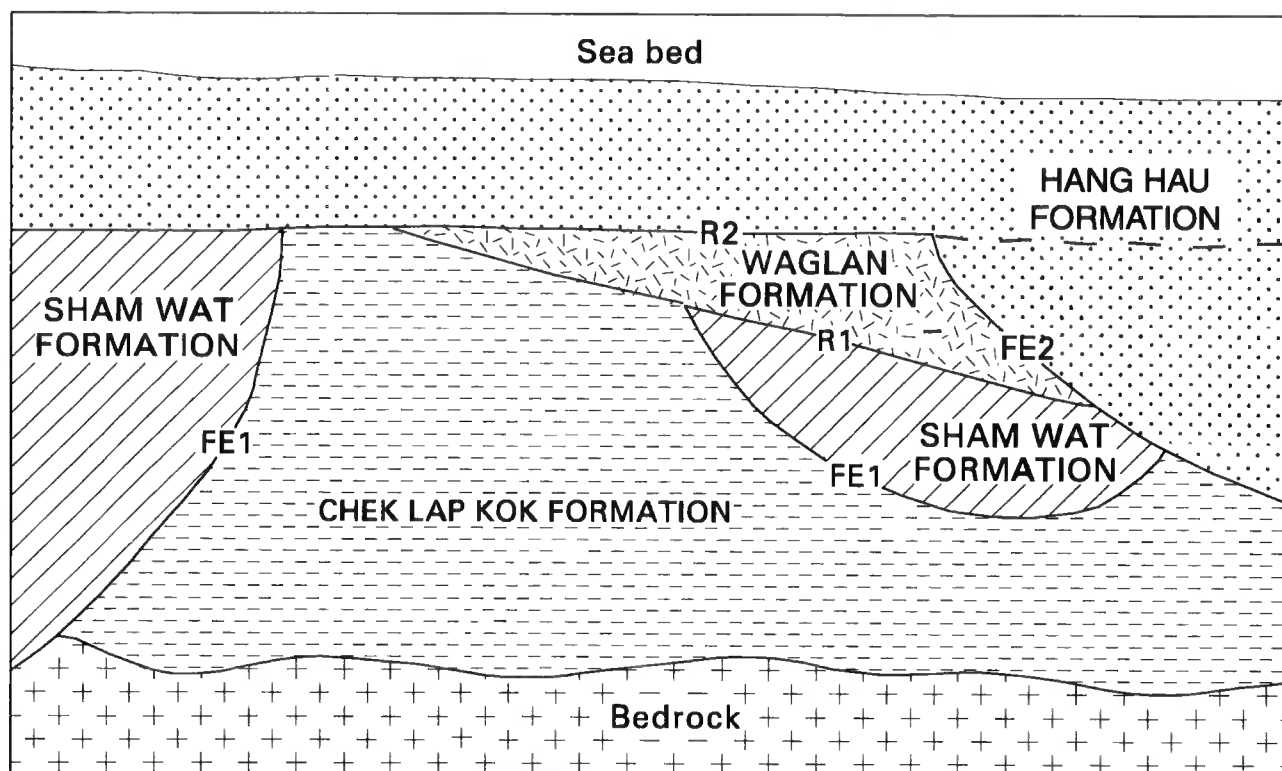 Sea bed
HANG HAU
FORMATION
R2
WAGLAN
FORMATION
SHAM WAT
FORMATION
R1
FE2
FE1
SHAM WAT
FORMATION
FE1
CHEK LAP KOK FORMATION
Bedrock